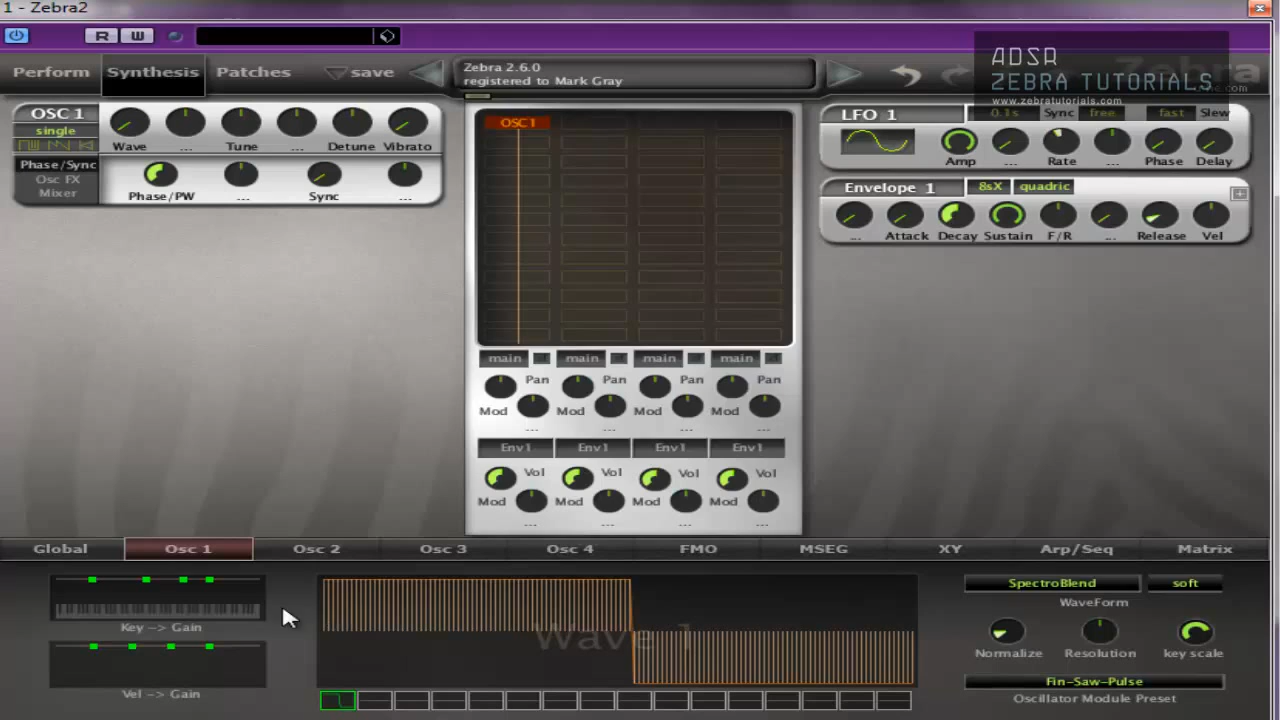 1 - Zebra2
R W
Perform Synthesis Patches save
Zebra 2.6.0
registered to Mark Gray
ADSR
ZEBRA TUTORIALS
www.zebratutorials.com
OSC 1
single
Wave ... Tune ... Detune Vibrato
Phase/Sync
Osc FX
Mixer
Phase/PW ... Sync ...
OSC 1
LFO 1 0.1s Sync free fast Slew
Amp ... Rate ... Phase Delay
Envelope 1 8sX quadric
... Attack Decay Sustain F/R ... Release Vel
main main main main
Pan Pan Pan Pan
Mod Mod Mod Mod
... ... ... ...
Env1 Env1 Env1 Env1
Vol Vol Vol Vol
Mod Mod Mod Mod
... ... ... ...
Global Osc 1 Osc 2 Osc 3 Osc 4 FMO MSEG XY Arp/Seq Matrix
Key -> Gain
Vel -> Gain
Wave 1
SpectroBlend soft
WaveForm
Normalize Resolution key scale
Fin-Saw-Pulse
Oscillator Module Preset